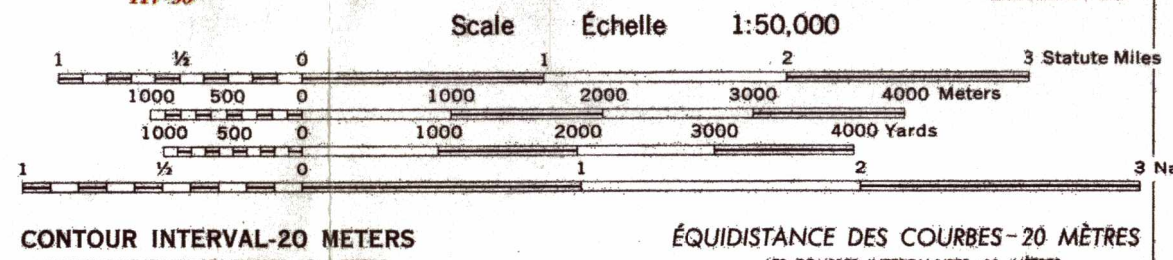 Scale Échelle 1:50,000
1 ½ 0 1 2 3 Statute Miles
1000 500 0 1000 2000 3000 4000 Meters
1000 500 0 1000 2000 3000 4000 Yards
1 ½ 0 1 2 3 Na
CONTOUR INTERVAL-20 METERS
ÉQUIDISTANCE DES COURBES-20 MÈTRES